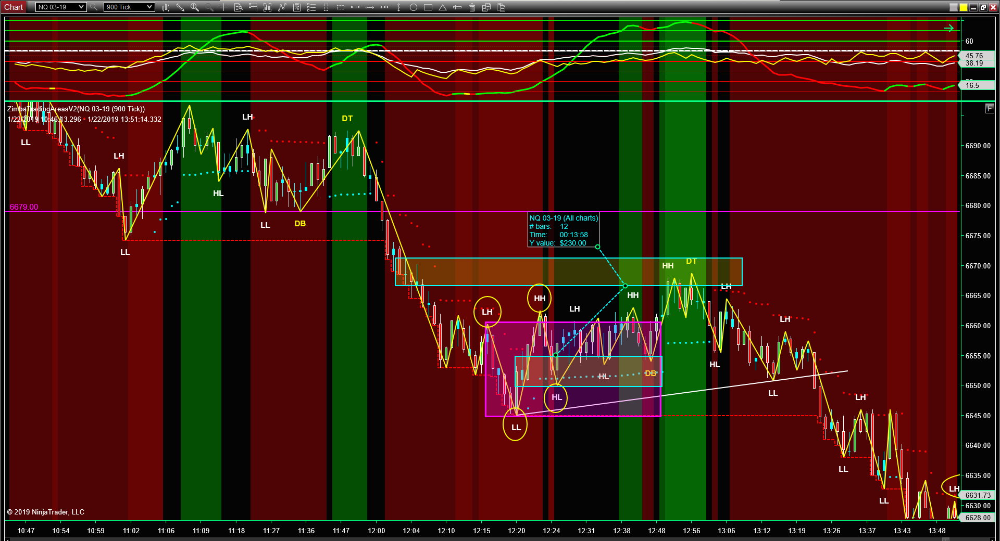 Chart
NQ 03-19
900 Tick
60
45.76
38.19
16.5
ZimbaTradingAreasV2(NQ 03-19 (900 Tick))
1/22/2019 10:46:13.296 - 1/22/2019 13:51:14.332
F
LH
DT
LL
LH
6690.00
6685.00
HL
6679.00
6680.00
LL
DB
NQ 03-19 (All charts)
# bars: 12
Time: 00:13:58
Y value: $230.00
LL
6675.00
HH
DT
6670.00
LH
HH
HH
6665.00
LH
LH
LH
6660.00
6655.00
HL
HL
DB
6650.00
LL
HL
LH
6645.00
LL
6640.00
LL
6635.00
LH
6631.73
LL
6630.00
© 2019 NinjaTrader, LLC
6628.00
10:47 10:54 10:59 11:02 11:06 11:09 11:18 11:27 11:36 11:47 12:00 12:04 12:10 12:15 12:20 12:24 12:31 12:38 12:48 12:56 13:06 13:12 13:19 13:26 13:37 13:43 13:48